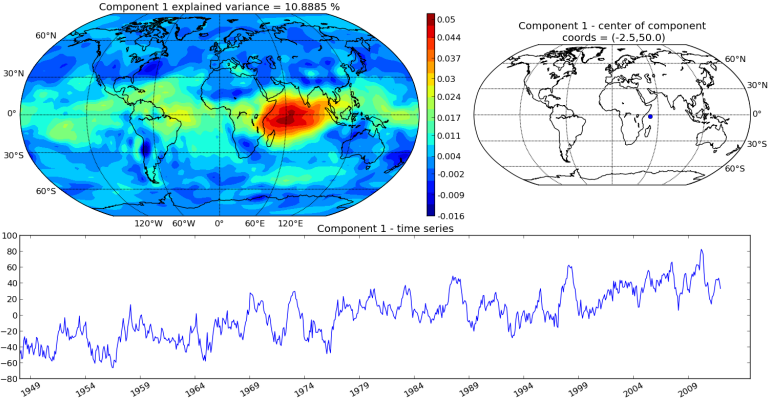 Component 1 explained variance = 10.8885 %
60°N
30°N
0°
30°S
60°S
120°W 60°W 0° 60°E 120°E
0.05
0.044
0.037
0.03
0.024
0.017
0.011
0.004
-0.002
-0.009
-0.016
Component 1 - center of component
coords = (-2.5,50.0)
60°N
30°N
0°
30°S
60°S
Component 1 - time series
100
80
60
40
20
0
−20
−40
−60
−80
1949 1954 1959 1964 1969 1974 1979 1984 1989 1994 1999 2004 2009